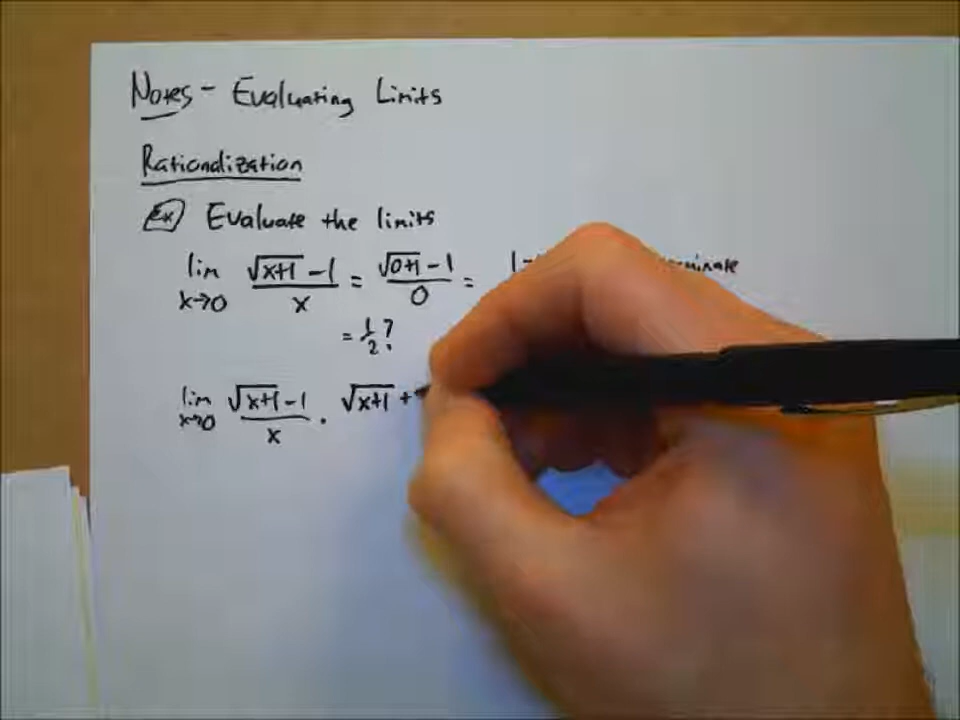 Notes - Evaluating Limits
Rationalization
Ex Evaluate the limits
lim x→0 (√(x+1) - 1)/x = (√(0+1) - 1)/0 =
= 1/2?
lim x→0 (√(x+1) - 1)/x · √(x+1) +